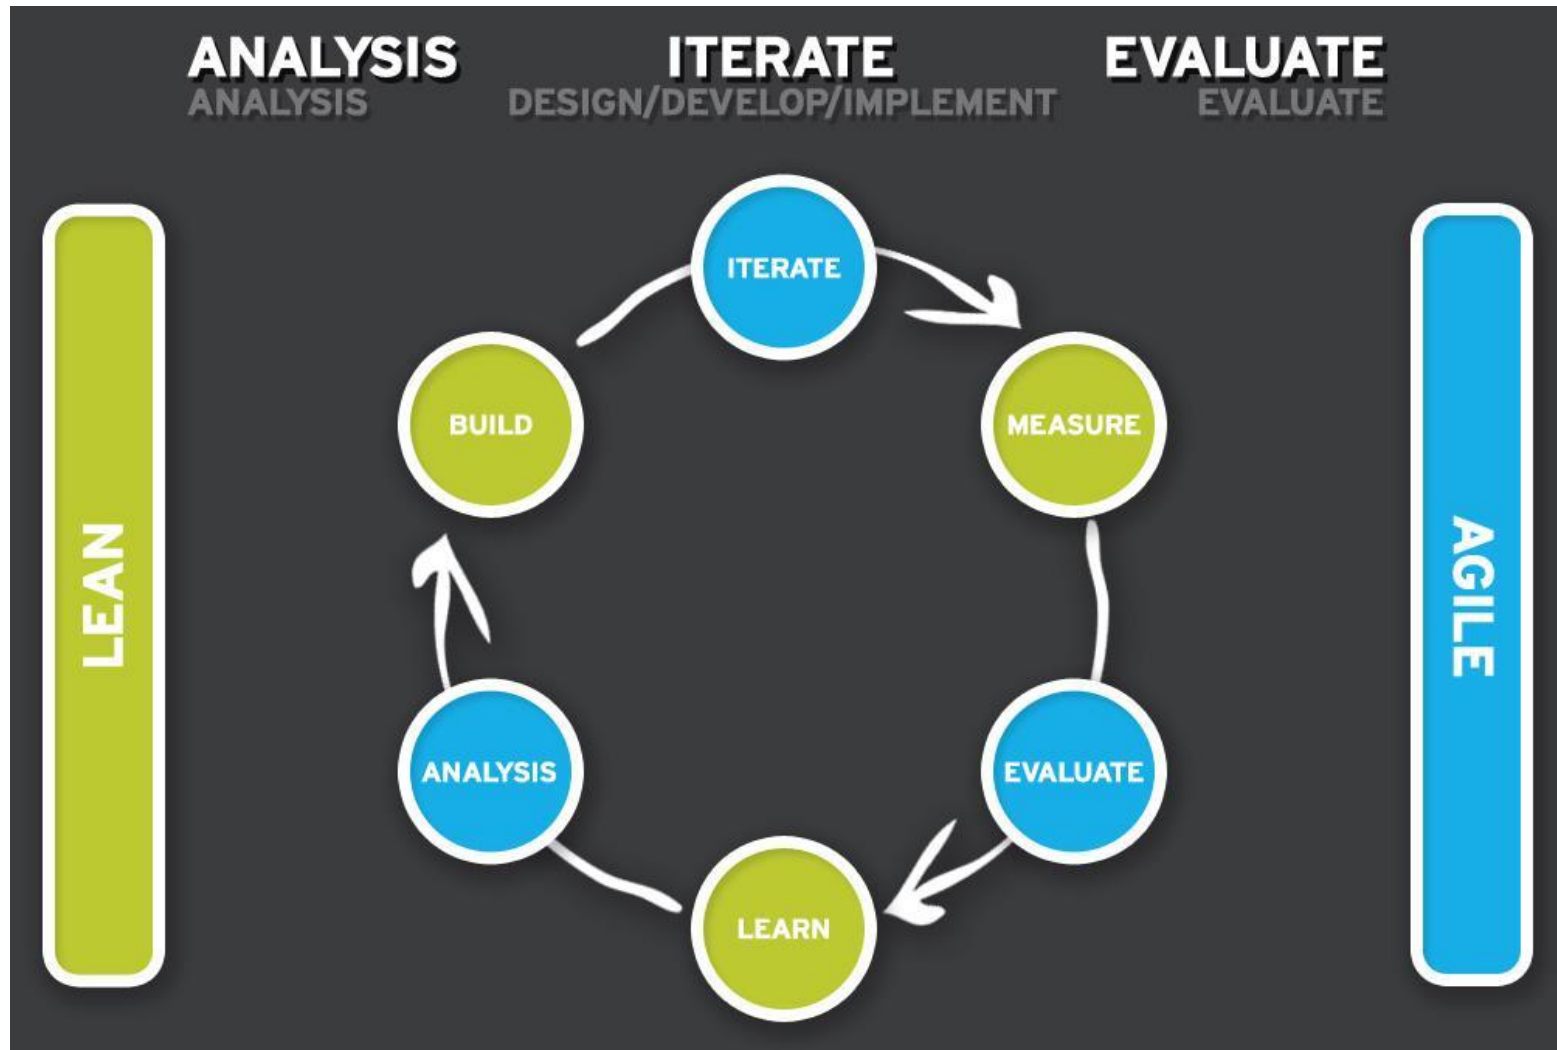 ANALYSIS
ANALYSIS
ITERATE
DESIGN/DEVELOP/IMPLEMENT
EVALUATE
EVALUATE
LEAN
ITERATE
BUILD
MEASURE
ANALYSIS
EVALUATE
LEARN
AGILE